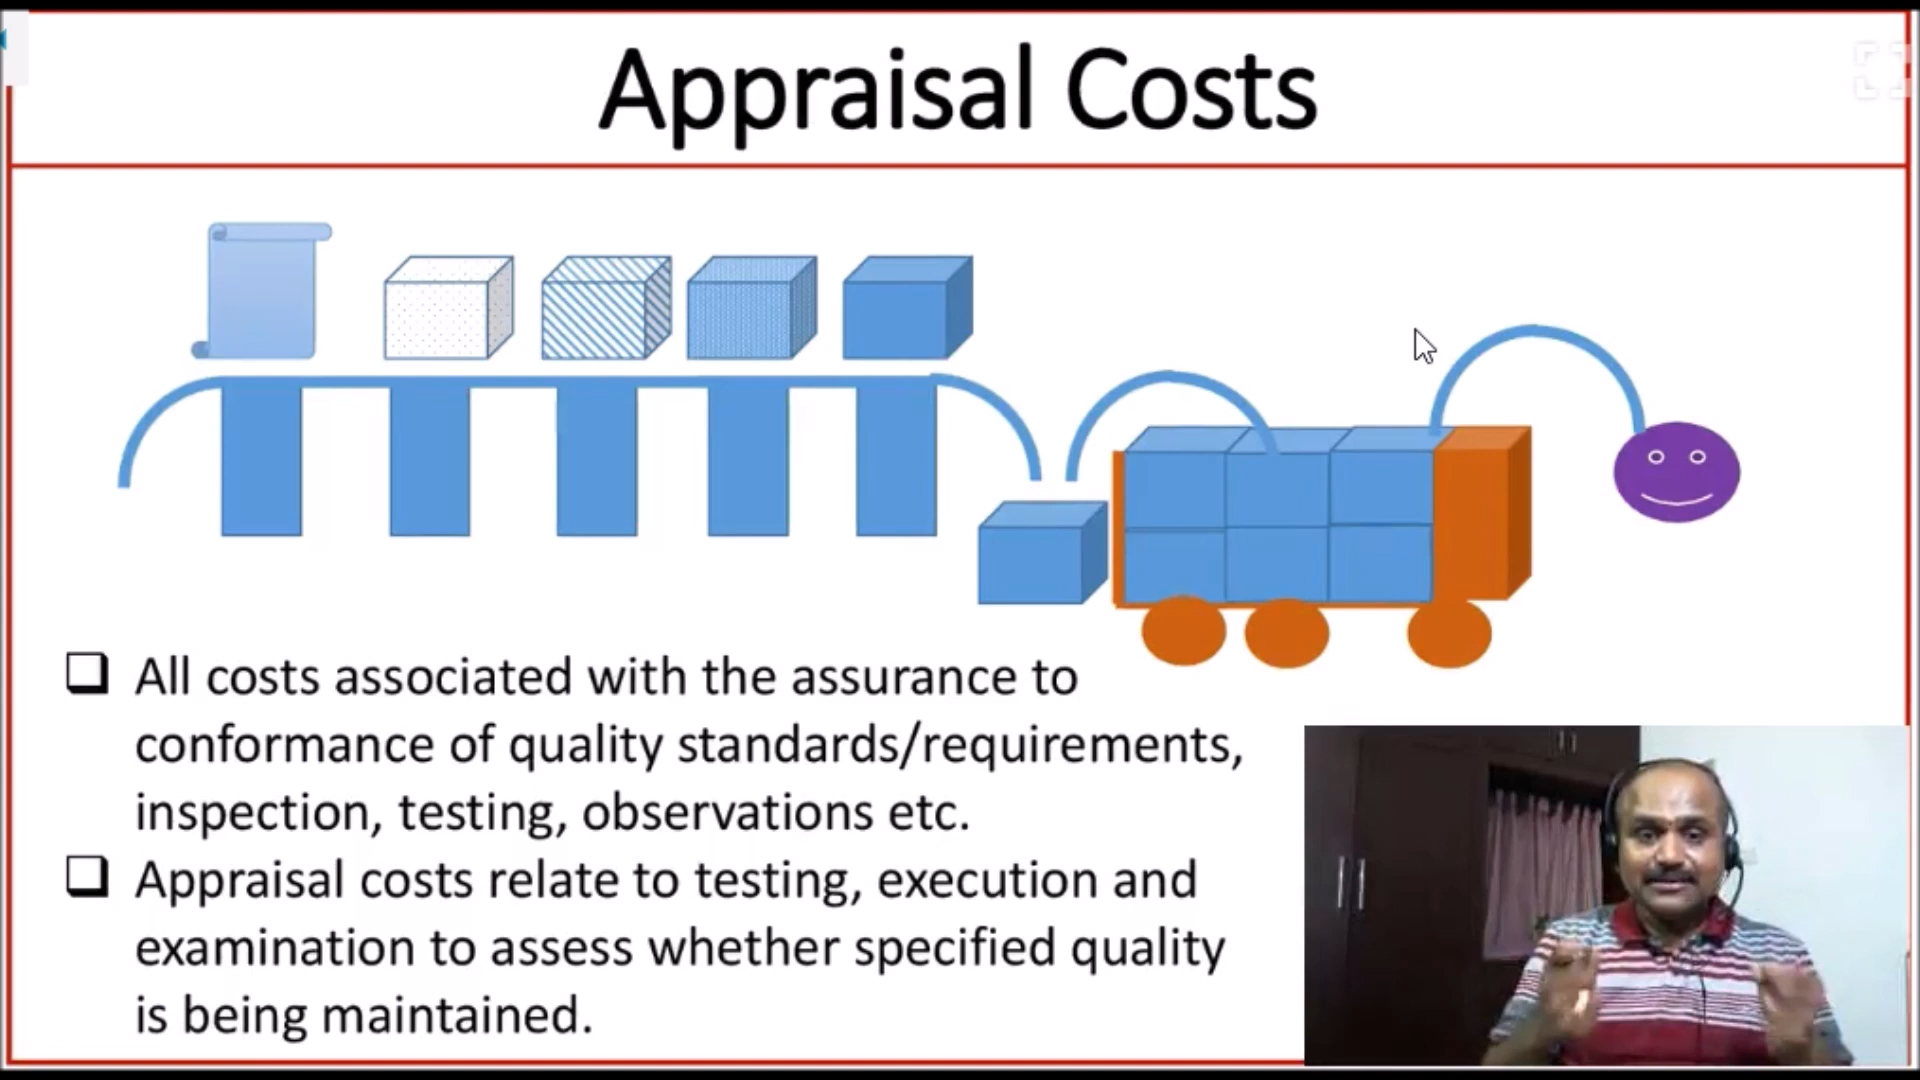 Appraisal Costs
All costs associated with the assurance to
conformance of quality standards/requirements,
inspection, testing, observations etc.
Appraisal costs relate to testing, execution and
examination to assess whether specified quality
is being maintained.